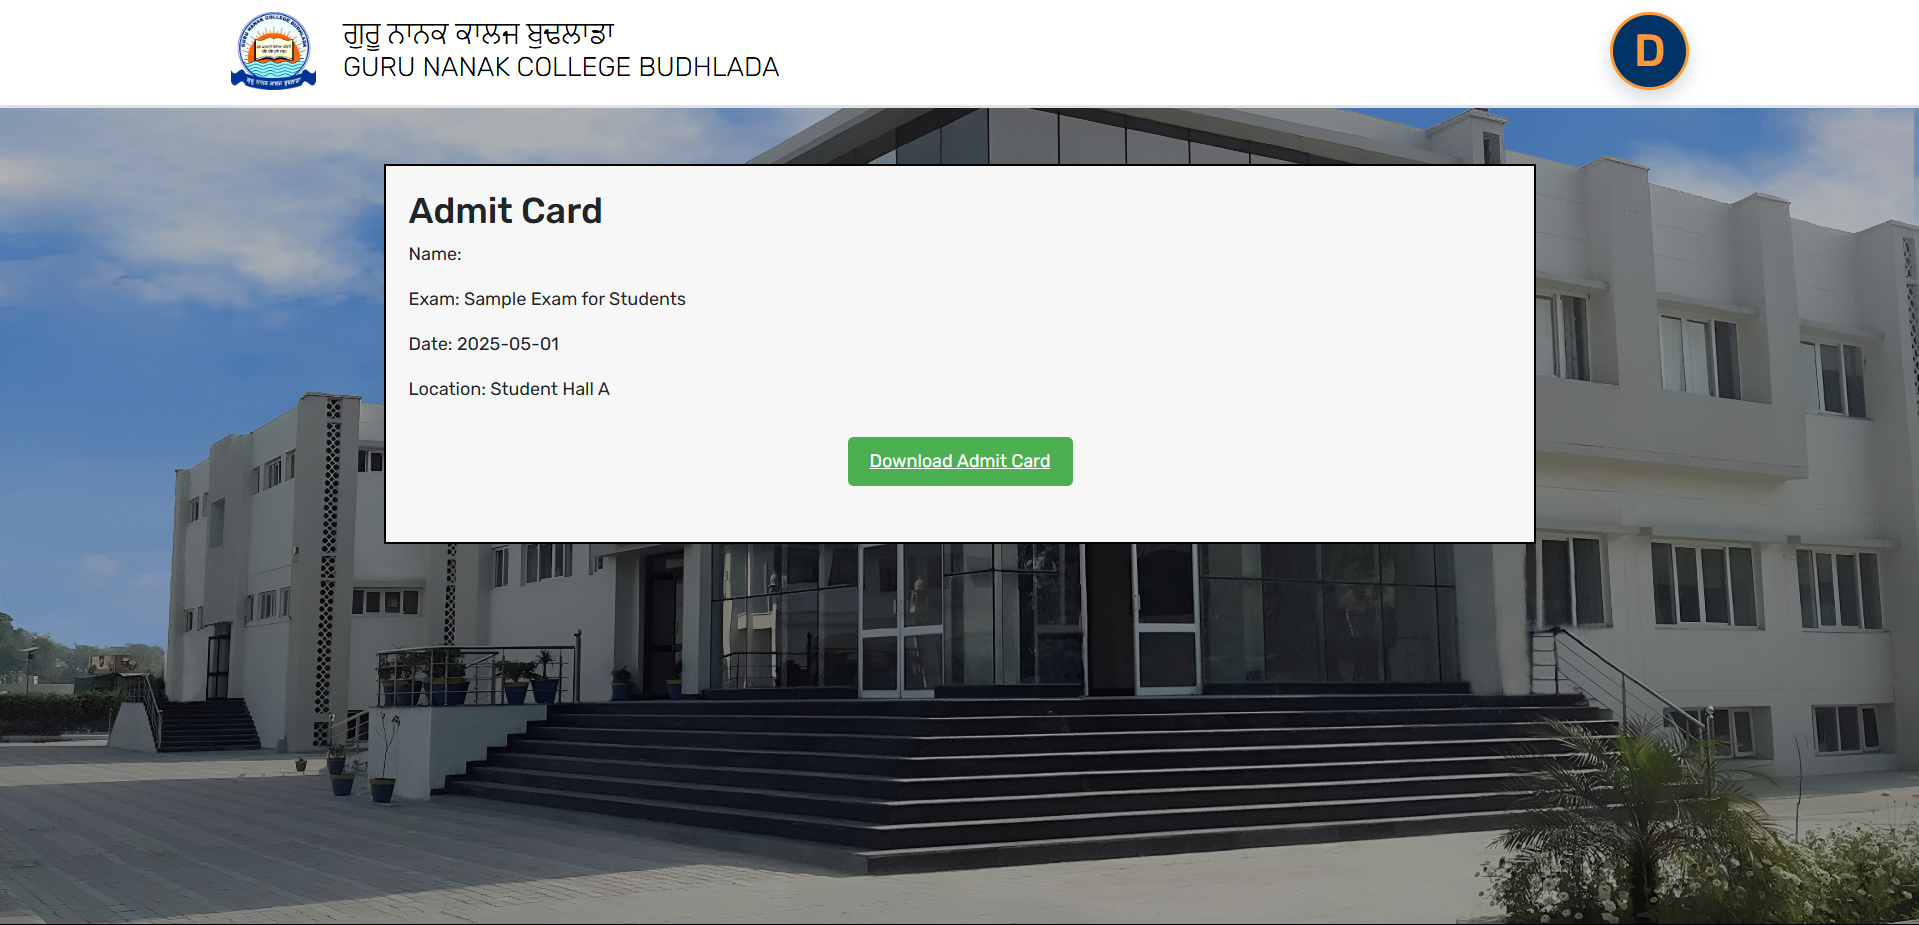 ਗੁਰੂ ਨਾਨਕ ਕਾਲਜ ਬੁਢਲਾਡਾ
GURU NANAK COLLEGE BUDHLADA
D
Admit Card
Name:
Exam: Sample Exam for Students
Date: 2025-05-01
Location: Student Hall A
Download Admit Card